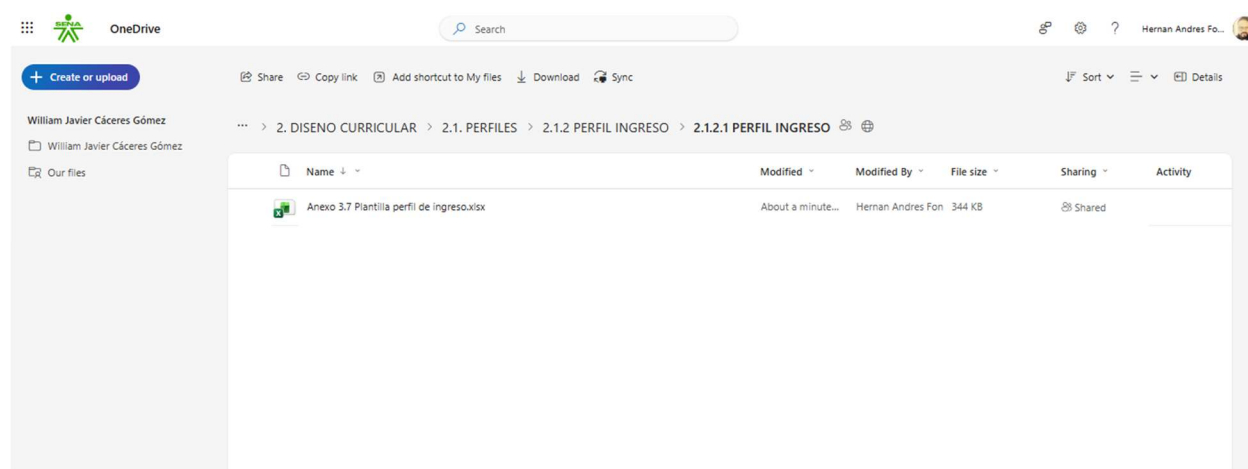 SENA
OneDrive
Search
?
Hernan Andres Fo...
+ Create or upload
Share
Copy link
Add shortcut to My files
Download
Sync
Sort
Details
William Javier Cáceres Gómez
William Javier Cáceres Gómez
Our files
... > 2. DISENO CURRICULAR > 2.1. PERFILES > 2.1.2 PERFIL INGRESO > 2.1.2.1 PERFIL INGRESO
Name
Modified
Modified By
File size
Sharing
Activity
Anexo 3.7 Plantilla perfil de ingreso.xlsx
About a minute...
Hernan Andres Fon
344 KB
Shared